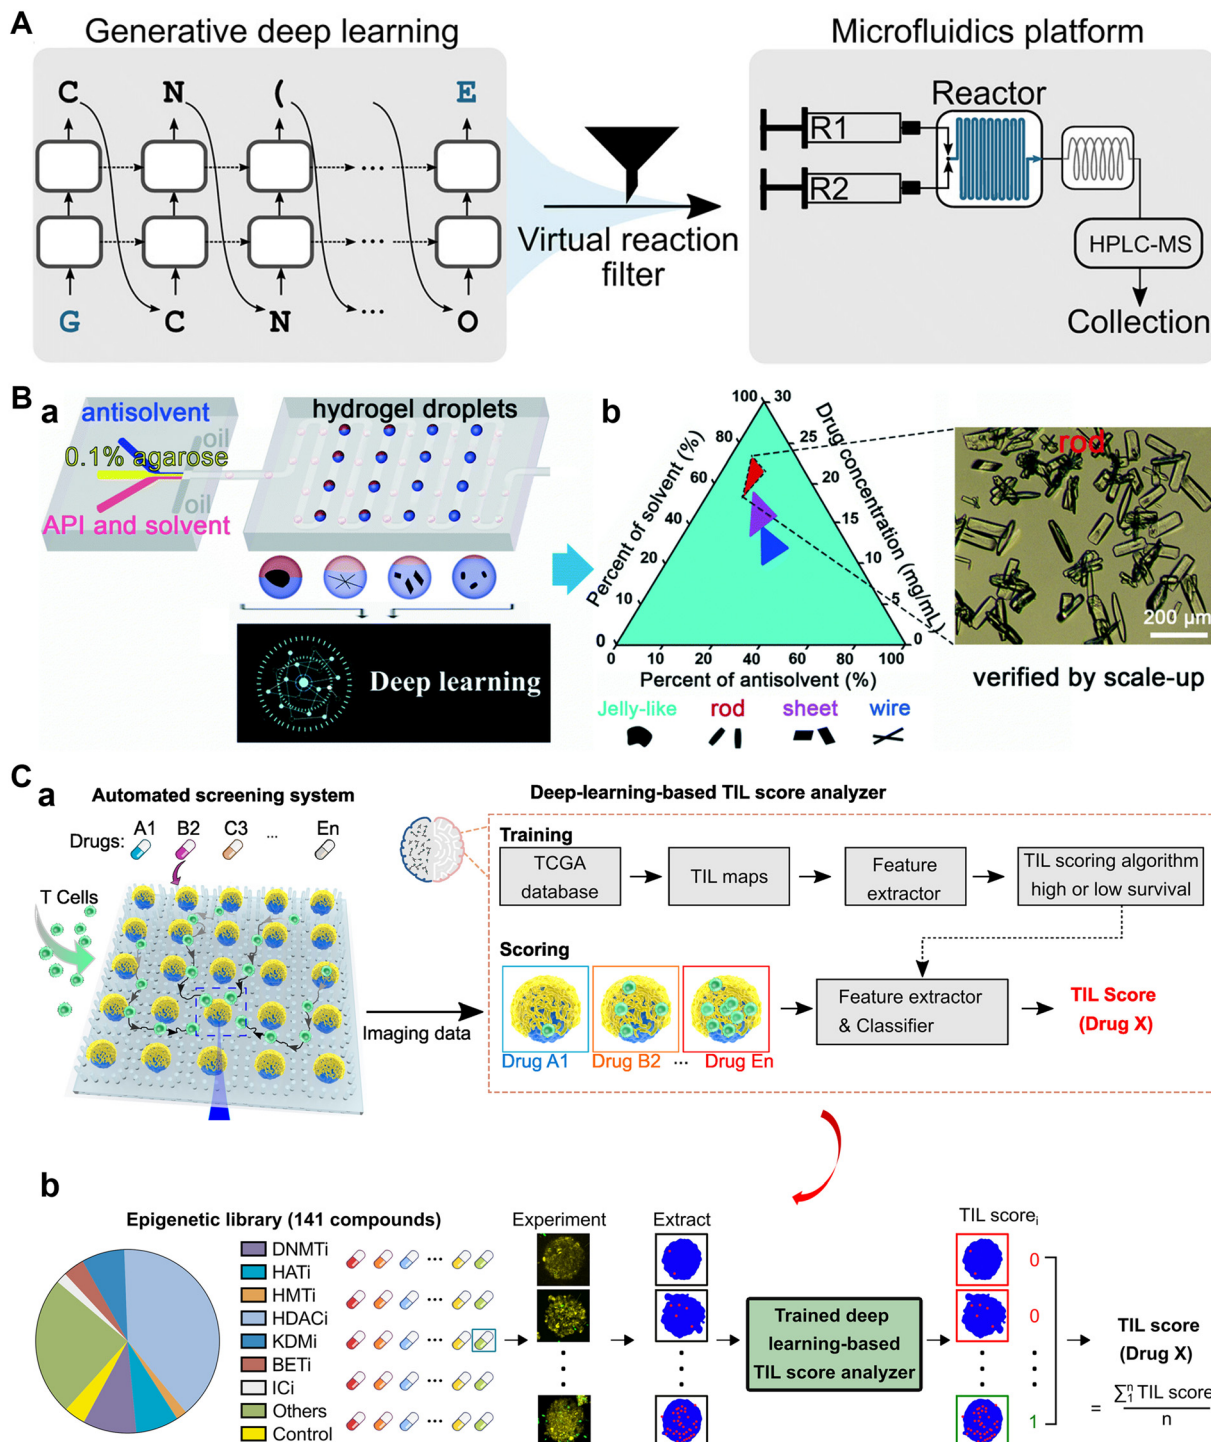 A
Generative deep learning
Microfluidics platform
C N ( ... E
... 
...
G C N ... O
Virtual reaction
filter
Reactor
R1
R2
HPLC-MS
Collection
B
a
antisolvent
0.1% agarose
API and solvent
oil
oil
hydrogel droplets
Deep learning
b
100 30
80 25
60 20
40 15
20 10
10 5
0 0
Percent of solvent (%)
Drug concentration (mg/mL)
0 10 20 40 60 80 100
Percent of antisolvent (%)
Jelly-like rod sheet wire
rod
200 μm
verified by scale-up
C
a
Automated screening system
Drugs:
A1 B2 C3 ... En
T Cells
Imaging data
Deep-learning-based TIL score analyzer
Training
TCGA
database
TIL maps
Feature
extractor
TIL scoring algorithm
high or low survival
Scoring
Drug A1 Drug B2 ... Drug En
Feature extractor
& Classifier
TIL Score
(Drug X)
b
Epigenetic library (141 compounds)
DNMTi
HATi
HMTi
HDACi
KDMi
BETi
ICi
Others
Control
...
...
...
...
...
Experiment
Extract
Trained deep
learning-based
TIL score analyzer
TIL scoreᵢ
0
0
1
TIL score
(Drug X)
= ∑₁ⁿ TIL score
n